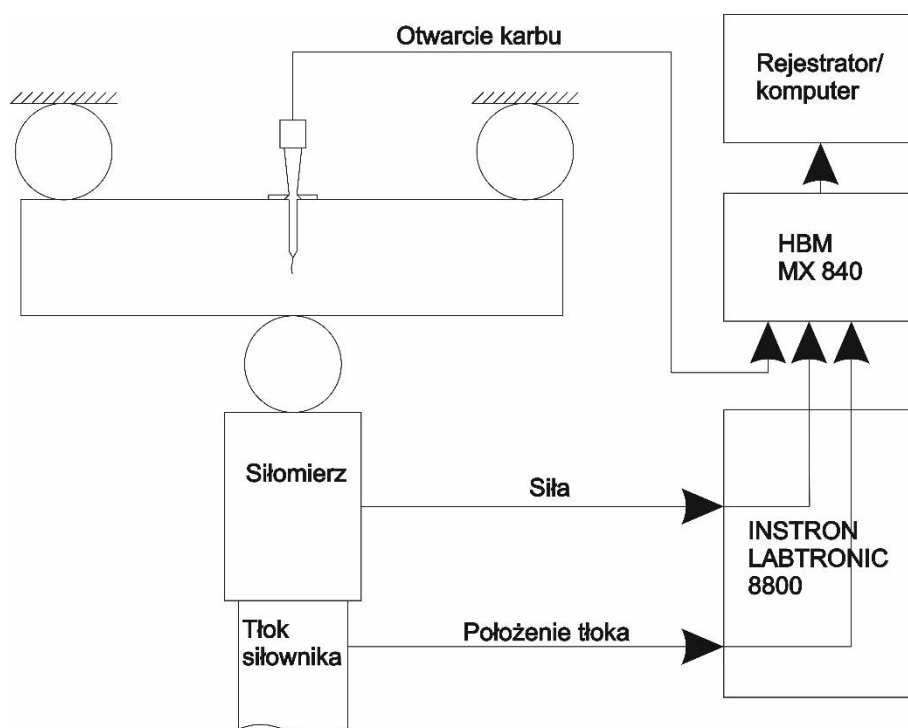 Otwarcie karbu
Rejestrator/
komputer
HBM
MX 840
Siłomierz
Siła
INSTRON
LABTRONIC
8800
Tłok
siłownika
Położenie tłoka